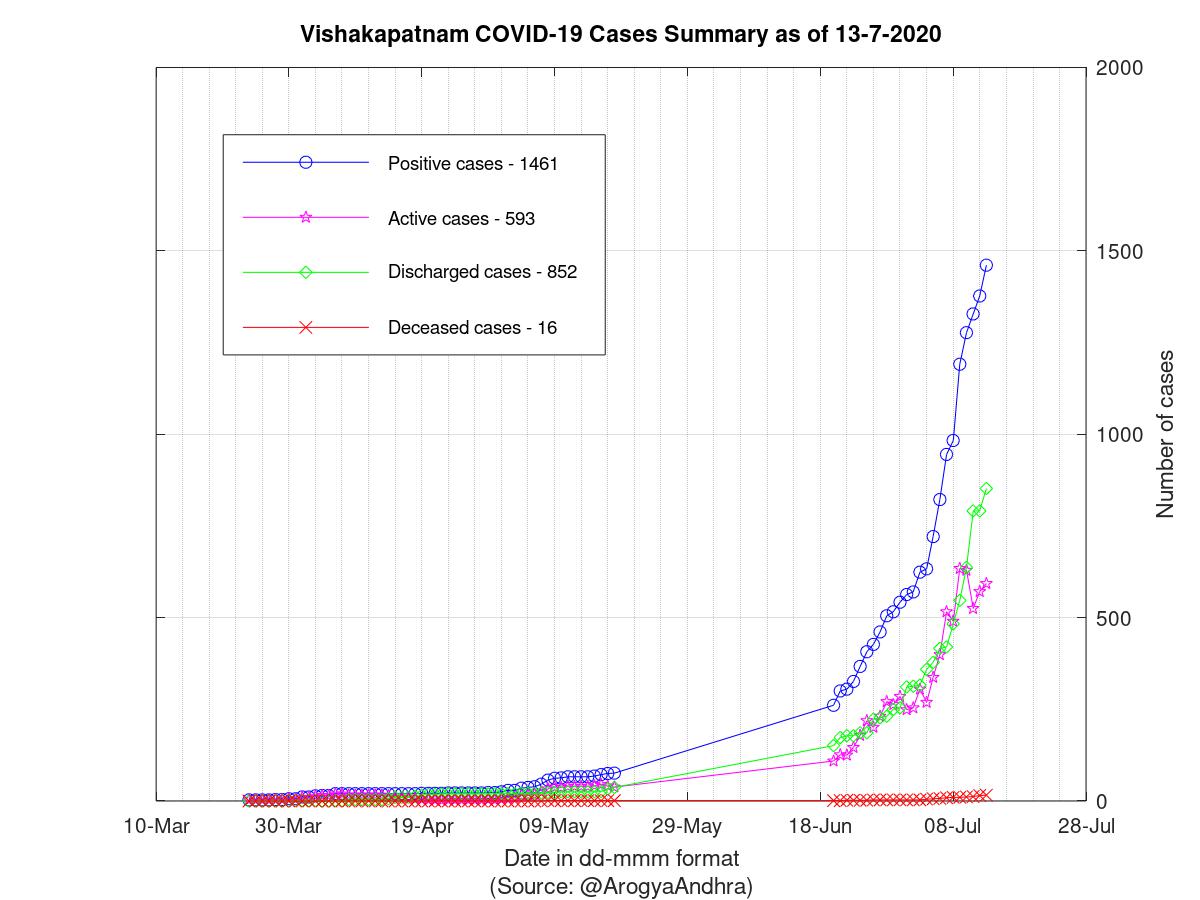 Vishakapatnam COVID-19 Cases Summary as of 13-7-2020
2000
1500
1000
500
0
Number of cases
Positive cases - 1461
Active cases - 593
Discharged cases - 852
Deceased cases - 16
10-Mar 30-Mar 19-Apr 09-May 29-May 18-Jun 08-Jul 28-Jul
Date in dd-mmm format
(Source: @ArogyaAndhra)